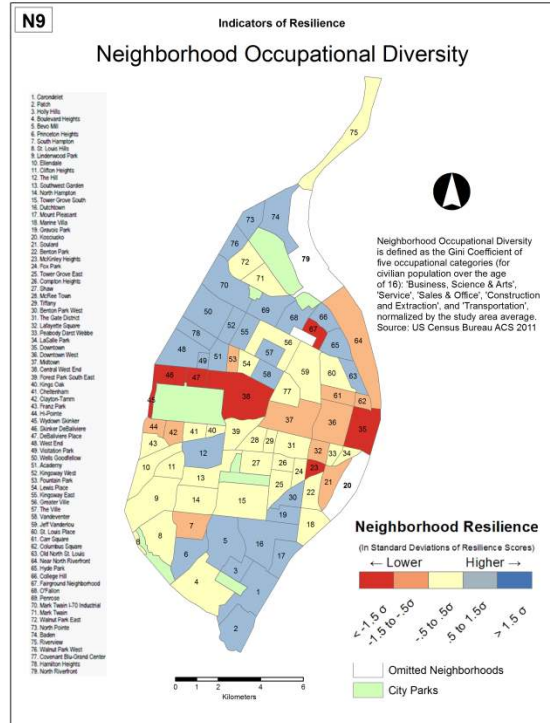 N9
Indicators of Resilience
Neighborhood Occupational Diversity
1. Carondelet
2. Patch
3. Holly Hills
4. Boulevard Heights
5. Bevo Mill
6. Princeton Heights
7. South Hampton
8. St. Louis Hills
9. Lindenwood Park
10. Ellendale
11. Clifton Heights
12. The Hill
13. Southwest Garden
14. North Hampton
15. Tower Grove South
16. Dutchtown
17. Mount Pleasant
18. Marine Villa
19. Gravois Park
20. Kosciusko
21. Soulard
22. Benton Park
23. McKinley Heights
24. Fox Park
25. Tower Grove East
26. Compton Heights
27. Shaw
28. McRee Town
29. Tiffany
30. Benton Park West
31. The Gate District
32. Lafayette Square
33. Peabody Darst Webbe
34. LaSalle Park
35. Downtown
36. Downtown West
37. Midtown
38. Central West End
39. Forest Park South East
40. Kings Oak
41. Cheltenham
42. Clayton-Tamm
43. Franz Park
44. Hi-Pointe
45. Wydown Skinker
46. Skinker DeBaliviere
47. DeBaliviere Place
48. West End
49. Visitation Park
50. Wells Goodfellow
51. Academy
52. Kingsway West
53. Fountain Park
54. Lewis Place
55. Kingsway East
56. Greater Ville
57. The Ville
58. Vandeventer
59. Jeff Vanderlou
60. St. Louis Place
61. Carr Square
62. Columbus Square
63. Old North St. Louis
64. Near North Riverfront
65. Hyde Park
66. College Hill
67. Fairground Neighborhood
68. O'Fallon
69. Penrose
70. Mark Twain I-70 Industrial
71. Mark Twain
72. Walnut Park East
73. North Pointe
74. Baden
75. Riverview
76. Walnut Park West
77. Covenant Blu-Grand Center
78. Hamilton Heights
79. North Riverfront
75
73 74
76
79
72
71
70
69 68 66
67
50 52 55 56 65 64
78
57
48 49 51 53 54 59 60 63
58
46 47 77 61 62
45 38
37 36 35
44 42 41 40 39
43 28 29 31 32 33 34
12 27 26 23 20
10 11 25 24 21
13 22
30
9 14 15 19 18
7
8 6 5 16 17
3
4 1
2
Neighborhood Occupational Diversity
is defined as the Gini Coefficient of
five occupational categories (for
civilian population over the age
of 16): 'Business, Science & Arts',
'Service', 'Sales & Office', 'Construction
and Extraction', and 'Transportation',
normalized by the study area average.
Source: US Census Bureau ACS 2011
Neighborhood Resilience
(in Standard Deviations of Resilience Scores)
← Lower Higher →
< -1.5 σ
-1.5 to -.5σ
-.5 to .5σ
.5 to 1.5σ
> 1.5 σ
Omitted Neighborhoods
City Parks
0 1 2 4 6
Kilometers